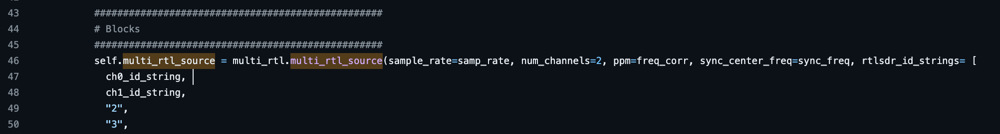 43 ##################################################
44 # Blocks
45 ##################################################
46 self.multi_rtl_source = multi_rtl.multi_rtl_source(sample_rate=samp_rate, num_channels=2, ppm=freq_corr, sync_center_freq=sync_freq, rtlsdr_id_strings= [
47 ch0_id_string,
48 ch1_id_string,
49 "2",
50 "3",